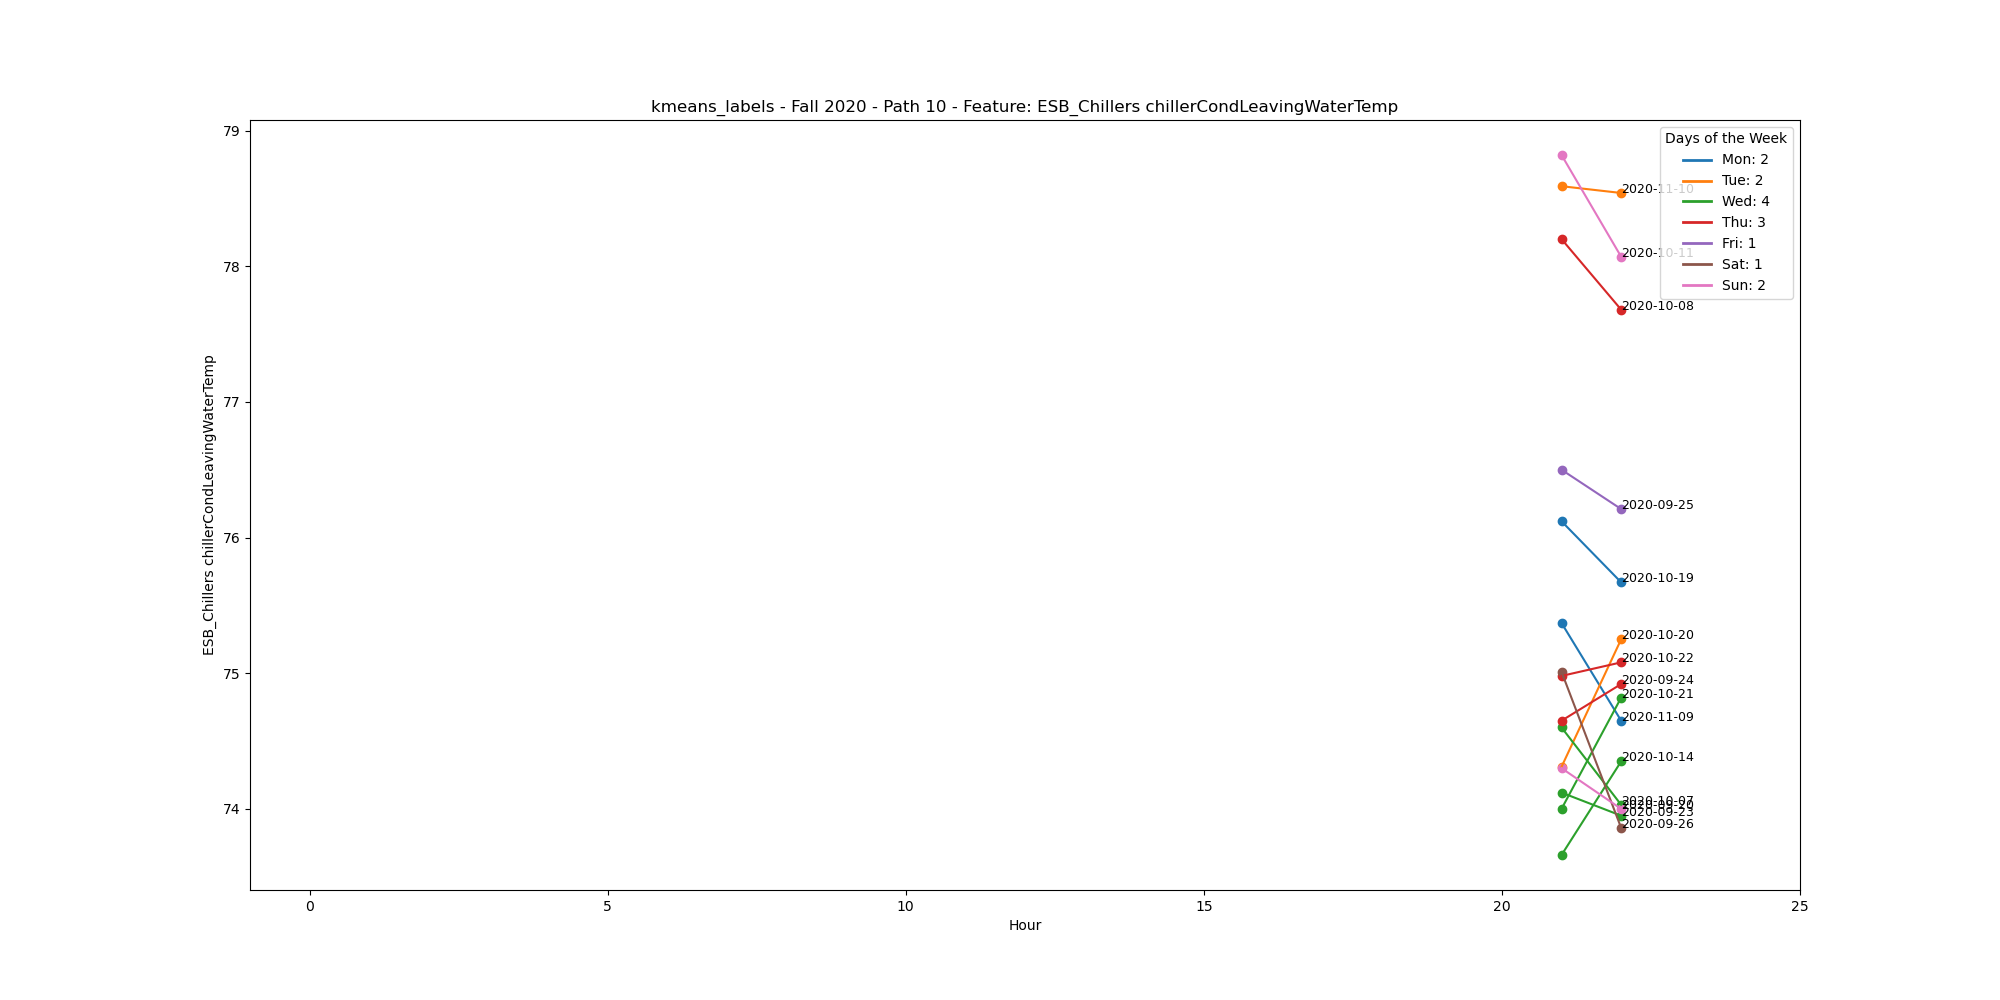 kmeans_labels - Fall 2020 - Path 10 - Feature: ESB_Chillers chillerCondLeavingWaterTemp
79
78
77
76
75
74
ESB_Chillers chillerCondLeavingWaterTemp
0
5
10
15
20
25
Hour
Days of the Week
Mon: 2
Tue: 2
Wed: 4
Thu: 3
Fri: 1
Sat: 1
Sun: 2
2020-11-10
2020-10-11
2020-10-08
2020-09-25
2020-10-19
2020-10-20
2020-10-22
2020-09-24
2020-10-21
2020-11-09
2020-10-14
2020-10-07
2020-09-20
2020-09-23
2020-09-26